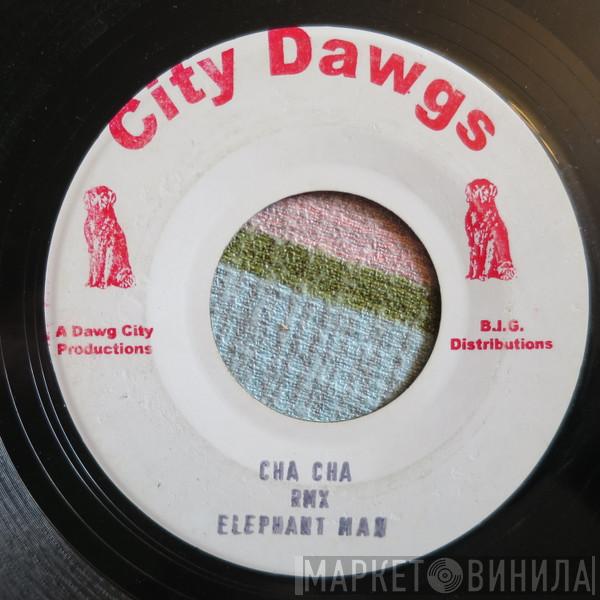 City Dawgs
A Dawg City
Productions
B.I.G.
Distributions
CHA CHA
RMX
ELEPHANT MAN
МАРКЕТ ВИНИЛА